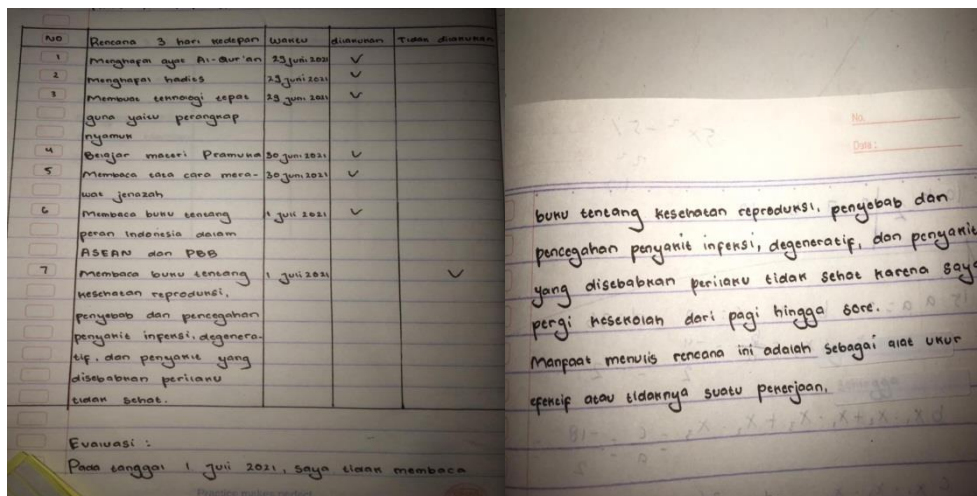 NO Rencana 3 hari kedepan Waktu dilakukan Tidak dilakukan
1 Menghapal ayat Al-Qur'an 29 Juni 2021 ✓
2 Menghapal hadits 29 Juni 2021 ✓
3 Membuat teknologi tepat 29 Juni 2021 ✓
guna yaitu perangkap
nyamuk
4 Belajar materi Pramuka 30 Juni 2021 ✓
5 Membaca tata cara mera- 30 Juni 2021 ✓
wat jenazah
6 Membaca buku tentang 1 Juli 2021 ✓
peran Indonesia dalam
ASEAN dan PBB
7 Membaca buku tentang 1 Juli 2021 ✓
kesehatan reproduksi,
penyebab dan pencegahan
penyakit infeksi, degenera-
tif, dan penyakit yang
disebabkan perilaku
tidak sehat.
Evaluasi :
Pada tanggal 1 Juli 2021, saya tidak membaca
No.
Date :
buku tentang kesehatan reproduksi, penyebab dan
pencegahan penyakit infeksi, degeneratif, dan penyakit
yang disebabkan perilaku tidak sehat karena saya
pergi kesekolah dari pagi hingga sore.
Manfaat menulis rencana ini adalah sebagai alat ukur
efektif atau tidaknya suatu pekerjaan.